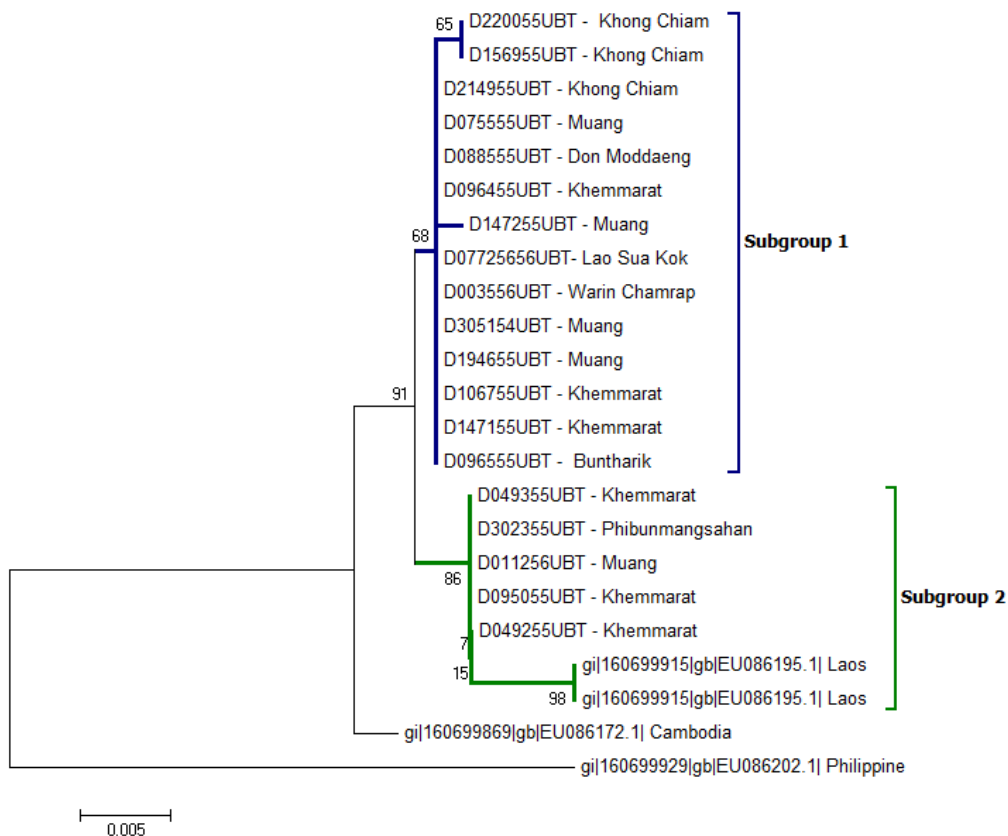 65
D220055UBT -  Khong Chiam
D156955UBT - Khong Chiam
D214955UBT - Khong Chiam
D075555UBT - Muang
D088555UBT - Don Moddaeng
D096455UBT - Khemmarat
D147255UBT - Muang
68
Subgroup 1
D07725656UBT- Lao Sua Kok
D003556UBT - Warin Chamrap
D305154UBT - Muang
D194655UBT - Muang
91
D106755UBT - Khemmarat
D147155UBT - Khemmarat
D096555UBT -  Buntharik
D049355UBT - Khemmarat
D302355UBT - Phibunmangsahan
D011256UBT - Muang
86
D095055UBT - Khemmarat
Subgroup 2
D049255UBT - Khemmarat
7
gi|160699915|gb|EU086195.1| Laos
15
98
gi|160699915|gb|EU086195.1| Laos
gi|160699869|gb|EU086172.1| Cambodia
gi|160699929|gb|EU086202.1| Philippine
0.005